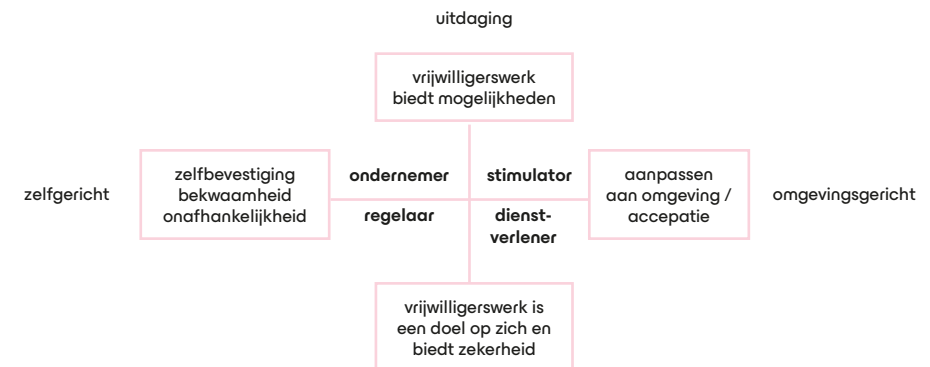 uitdaging
vrijwilligerswerk
biedt mogelijkheden
zelfgericht
zelfbevestiging
bekwaamheid
onafhankelijkheid
ondernemer
stimulator
regelaar
dienst-
verlener
aanpassen
aan omgeving /
accepatie
omgevingsgericht
vrijwilligerswerk is
een doel op zich en
biedt zekerheid